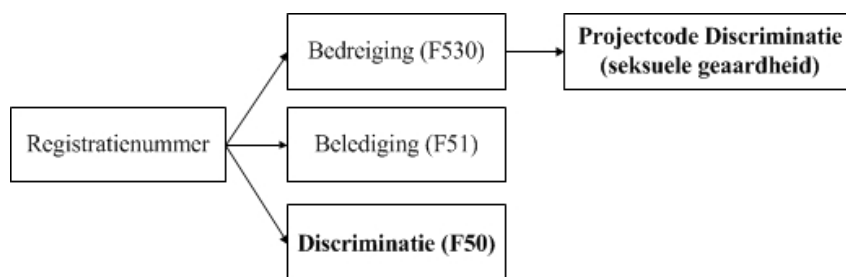 Bedreiging (F530)
Projectcode Discriminatie
(seksuele geaardheid)
Registratienummer
Belediging (F51)
Discriminatie (F50)